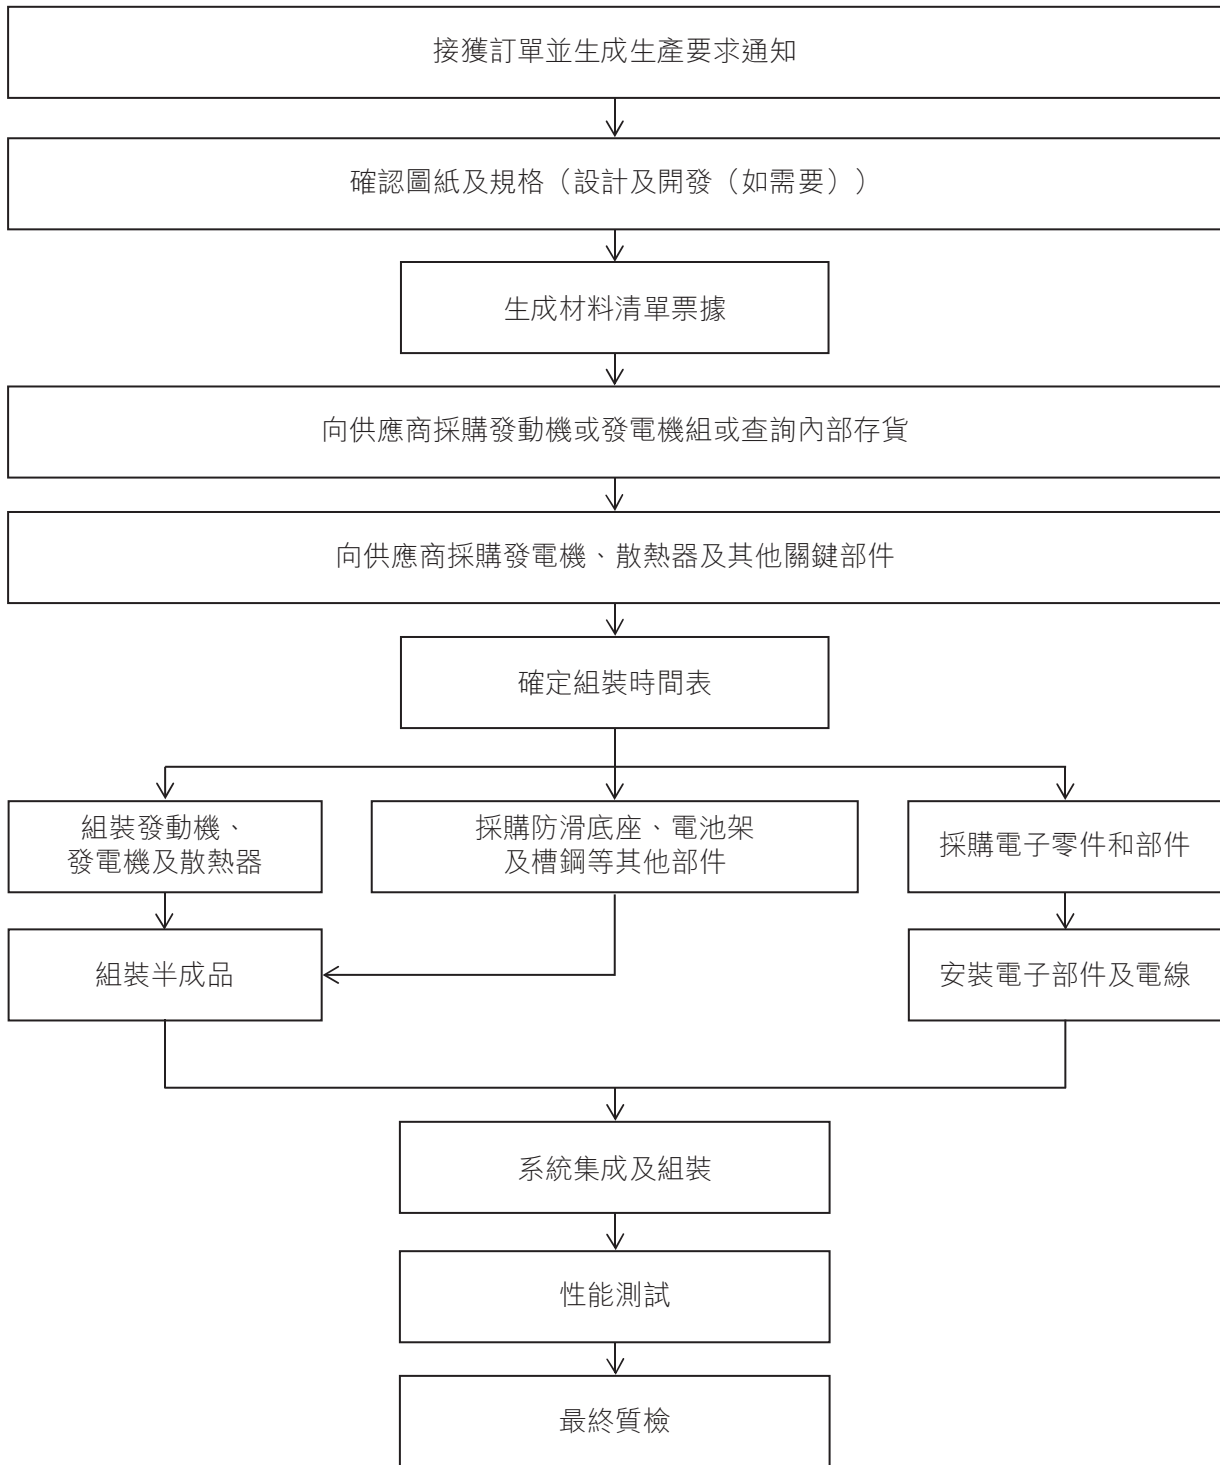 接獲訂單並生成生產要求通知
確認圖紙及規格（設計及開發（如需要））
生成材料清單票據
向供應商採購發動機或發電機組或查詢內部存貨
向供應商採購發電機、散熱器及其他關鍵部件
確定組裝時間表
組裝發動機、
發電機及散熱器
採購防滑底座、電池架
及槽鋼等其他部件
採購電子零件和部件
組裝半成品
安裝電子部件及電線
系統集成及組裝
性能測試
最終質檢